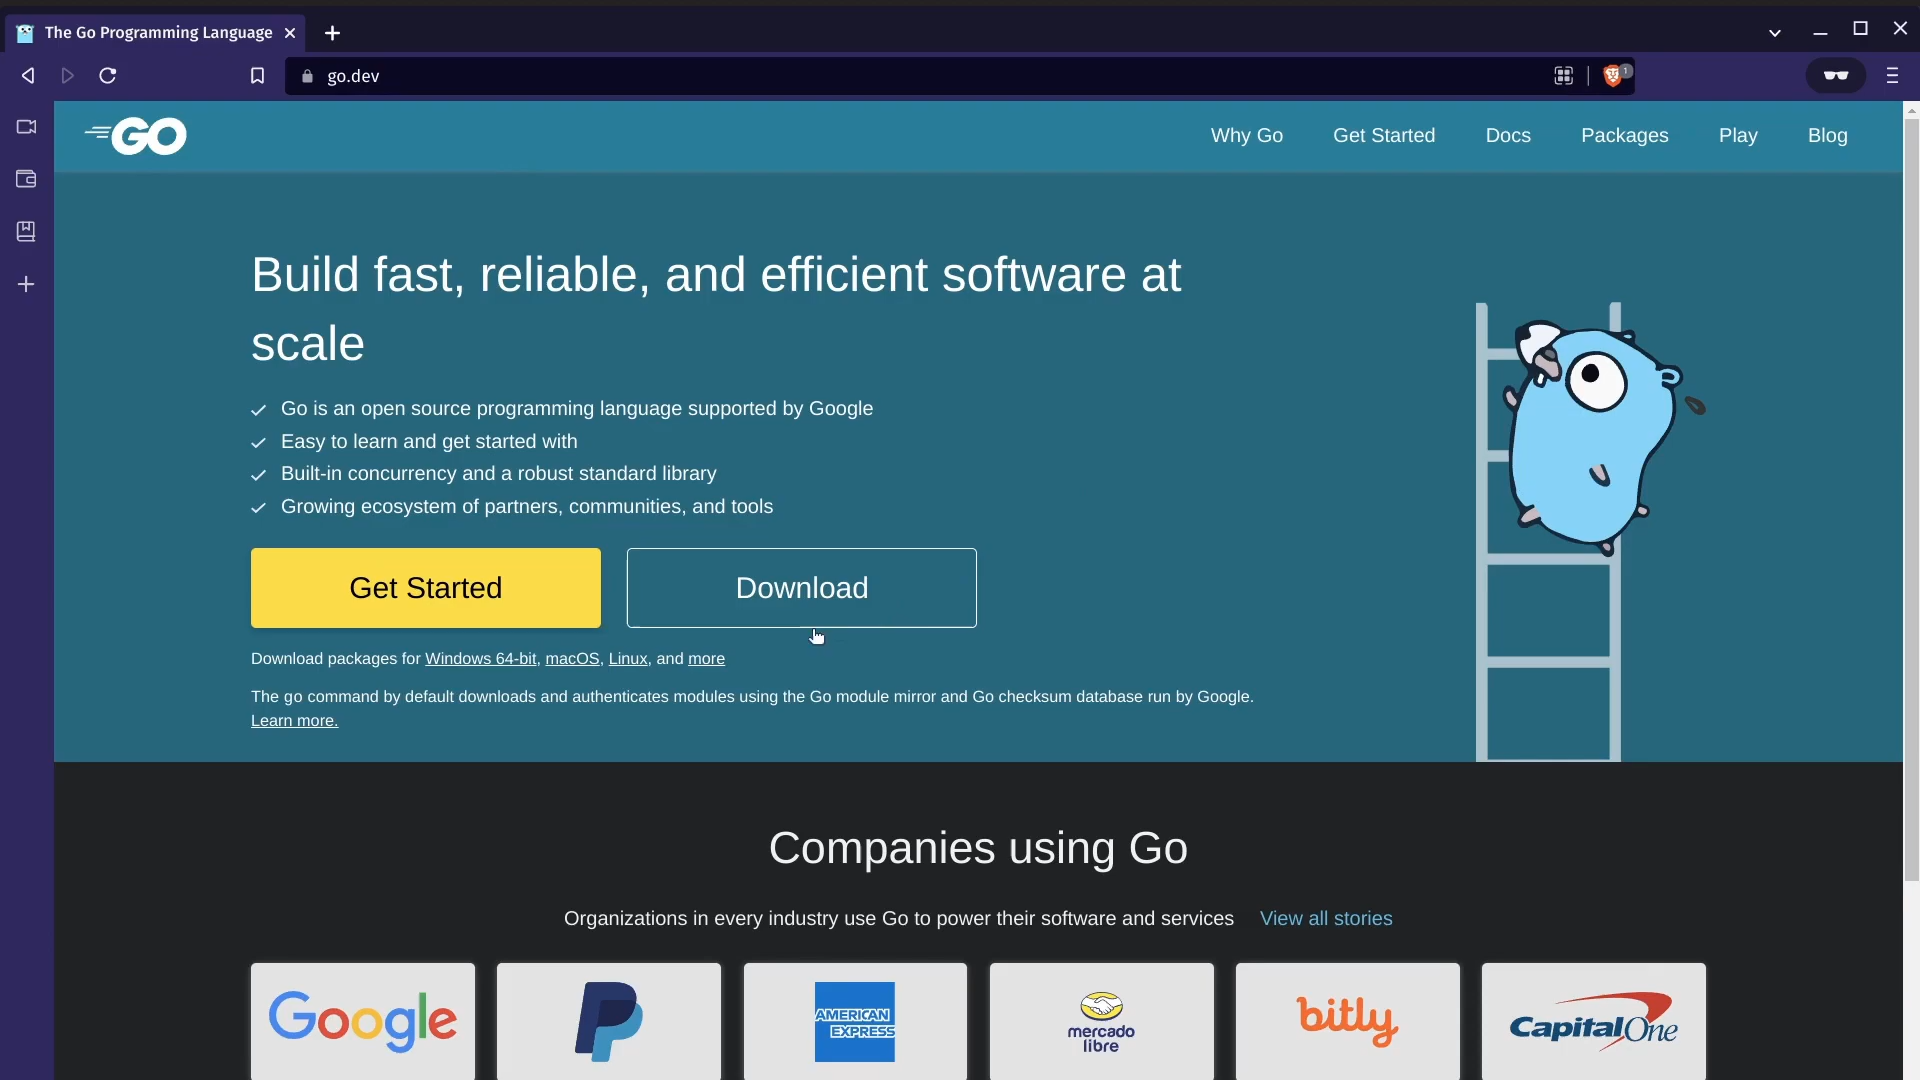 The Go Programming Language
go.dev
1
GO
Why Go
Get Started
Docs
Packages
Play
Blog
Build fast, reliable, and efficient software at
scale
Go is an open source programming language supported by Google
Easy to learn and get started with
Built-in concurrency and a robust standard library
Growing ecosystem of partners, communities, and tools
Get Started
Download
Download packages for Windows 64-bit, macOS, Linux, and more
The go command by default downloads and authenticates modules using the Go module mirror and Go checksum database run by Google.
Learn more.
Companies using Go
Organizations in every industry use Go to power their software and services
View all stories
Google
AMERICAN
EXPRESS
mercado
libre
bitly
CapitalOne